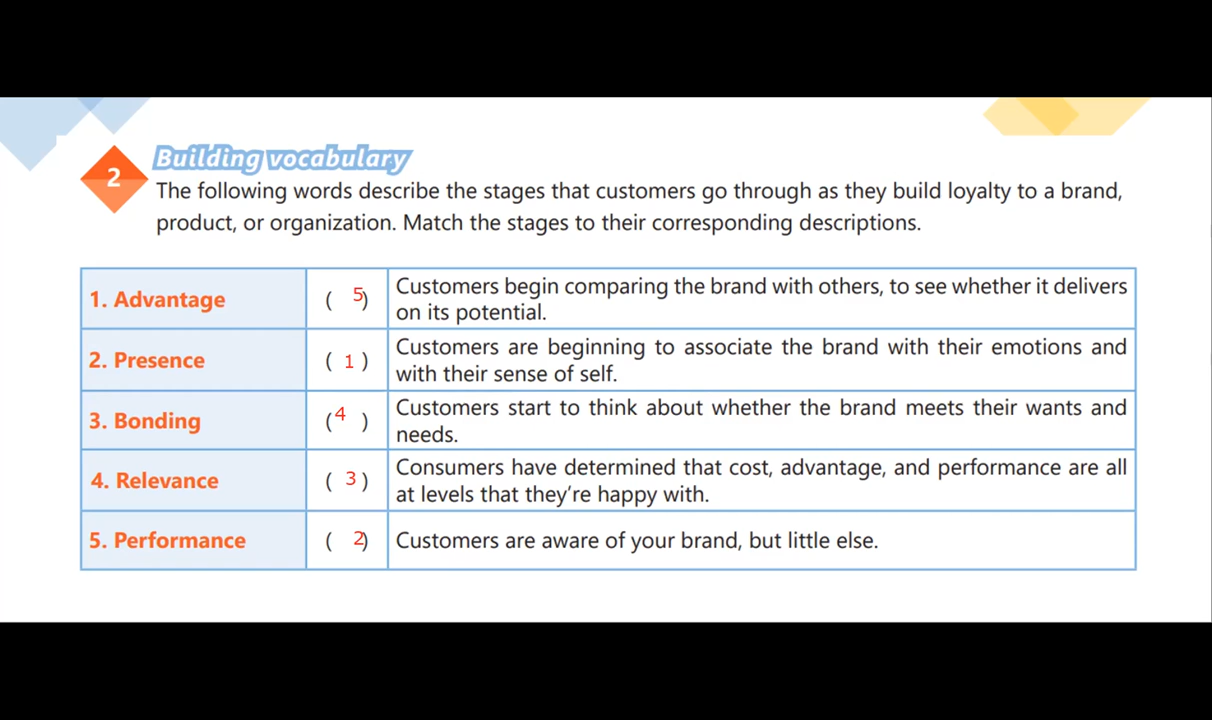 2
Building vocabulary
The following words describe the stages that customers go through as they build loyalty to a brand,
product, or organization. Match the stages to their corresponding descriptions.
1. Advantage ( 5) Customers begin comparing the brand with others, to see whether it delivers
on its potential.
2. Presence ( 1 ) Customers are beginning to associate the brand with their emotions and
with their sense of self.
3. Bonding (4 ) Customers start to think about whether the brand meets their wants and
needs.
4. Relevance ( 3 ) Consumers have determined that cost, advantage, and performance are all
at levels that they’re happy with.
5. Performance ( 2) Customers are aware of your brand, but little else.